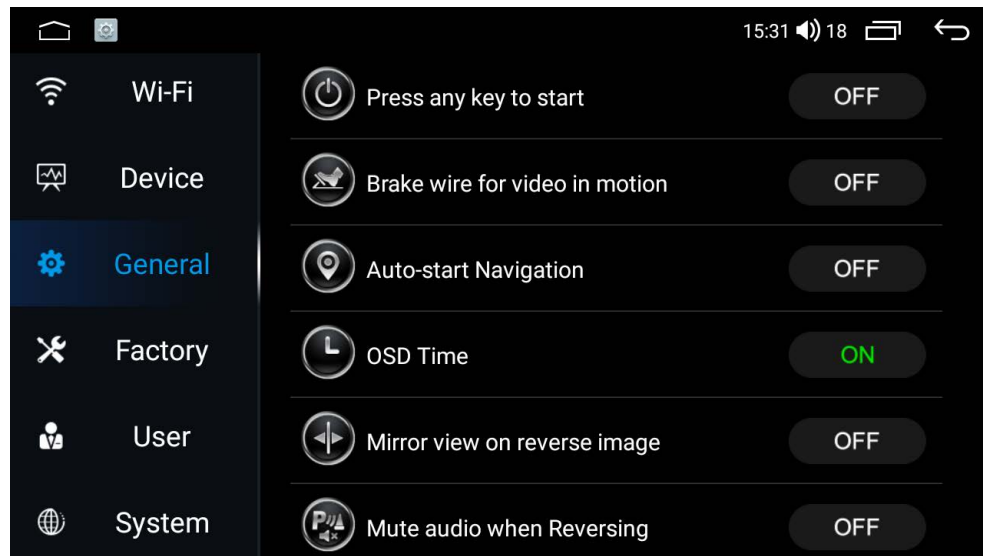 15:31 18
Wi-Fi
Device
General
Factory
User
System
Press any key to start OFF
Brake wire for video in motion OFF
Auto-start Navigation OFF
OSD Time ON
Mirror view on reverse image OFF
Mute audio when Reversing OFF